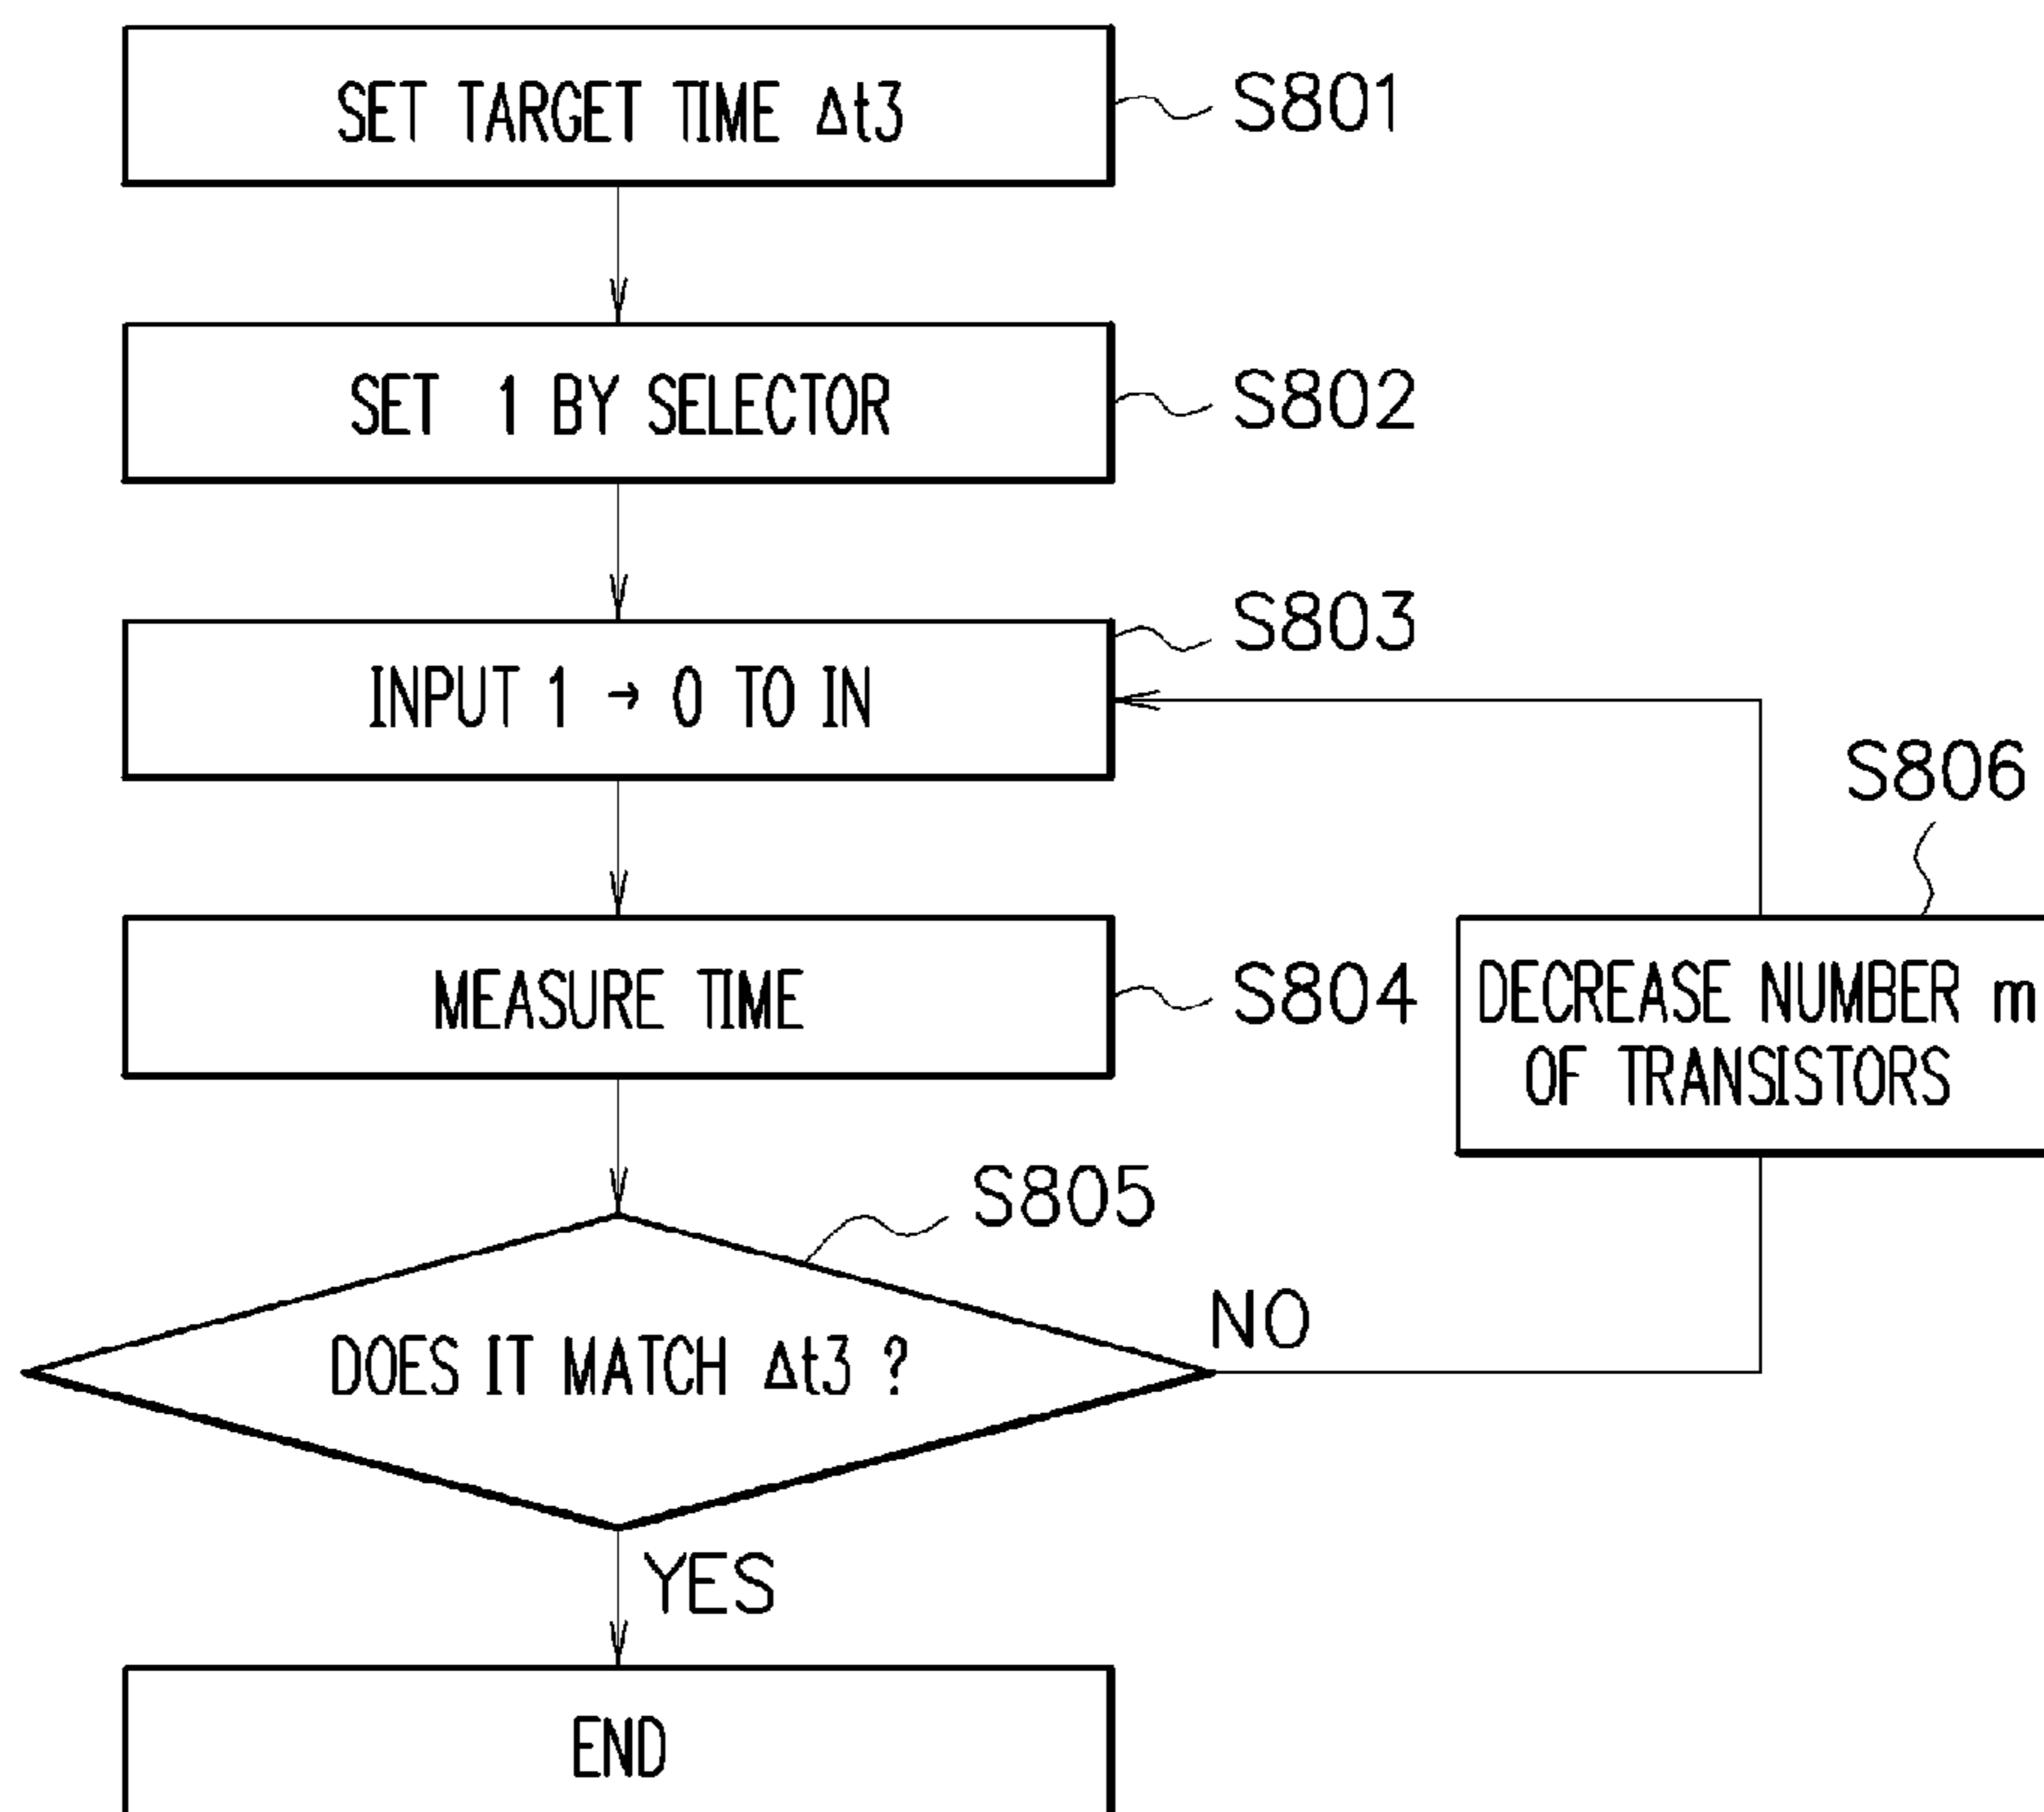 SET TARGET TIME Δt3
S801
SET 1 BY SELECTOR
S802
INPUT 1 → 0 TO IN
S803
MEASURE TIME
S804
DOES IT MATCH Δt3 ?
S805
NO
S806
DECREASE NUMBER m
OF TRANSISTORS
YES
END